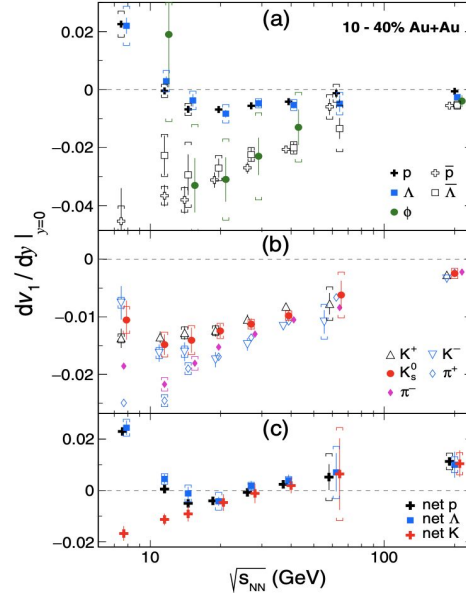 (a)
10 - 40% Au+Au
0.02
0
−0.02
−0.04
p
p̅
Λ
Λ̅
ϕ
dv₁ / dy|y=0
(b)
0
−0.01
−0.02
K⁺
K⁻
K⁰s
π⁺
π⁻
(c)
0.02
0
−0.02
net p
net Λ
net K
10
100
√sNN (GeV)